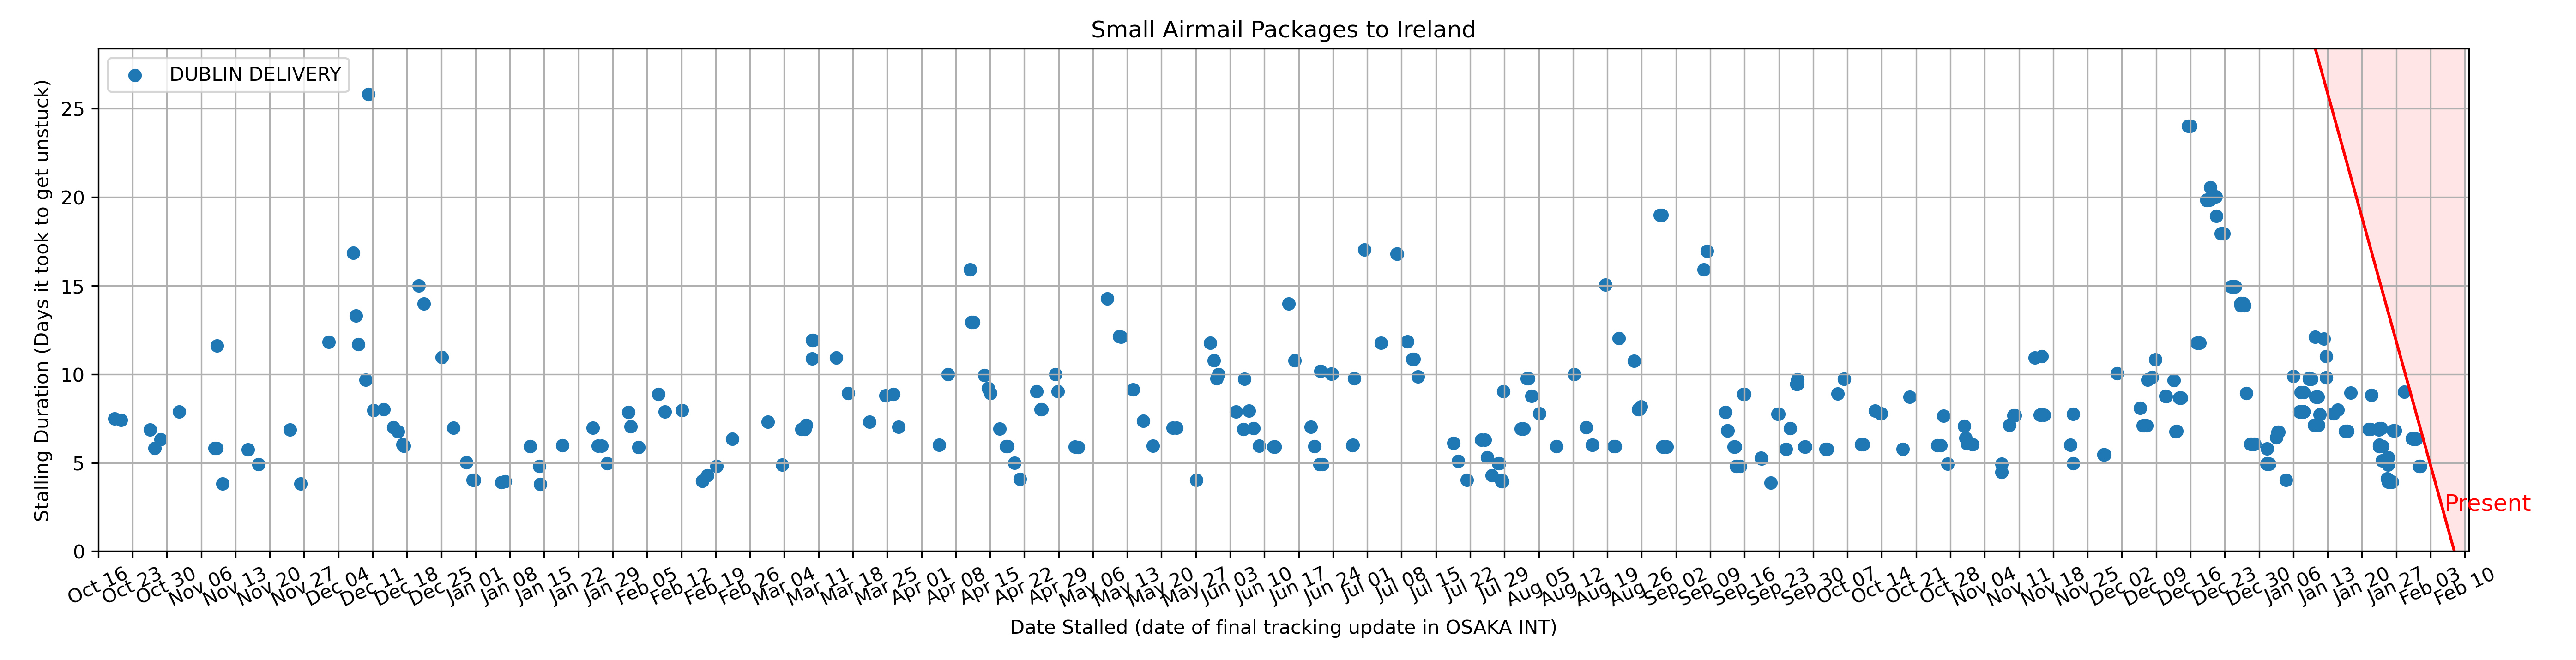 Small Airmail Packages to Ireland
DUBLIN DELIVERY
Stalling Duration (Days it took to get unstuck)
25
20
15
10
5
0
Present
Oct 16
Oct 23
Oct 30
Nov 06
Nov 13
Nov 20
Nov 27
Dec 04
Dec 11
Dec 18
Dec 25
Jan 01
Jan 08
Jan 15
Jan 22
Jan 29
Feb 05
Feb 12
Feb 19
Feb 26
Mar 04
Mar 11
Mar 18
Mar 25
Apr 01
Apr 08
Apr 15
Apr 22
Apr 29
May 06
May 13
May 20
May 27
Jun 03
Jun 10
Jun 17
Jun 24
Jul 01
Jul 08
Jul 15
Jul 22
Jul 29
Aug 05
Aug 12
Aug 19
Aug 26
Sep 02
Sep 09
Sep 16
Sep 23
Sep 30
Oct 07
Oct 14
Oct 21
Oct 28
Nov 04
Nov 11
Nov 18
Nov 25
Dec 02
Dec 09
Dec 16
Dec 23
Dec 30
Jan 06
Jan 13
Jan 20
Jan 27
Feb 03
Feb 10
Date Stalled (date of final tracking update in OSAKA INT)